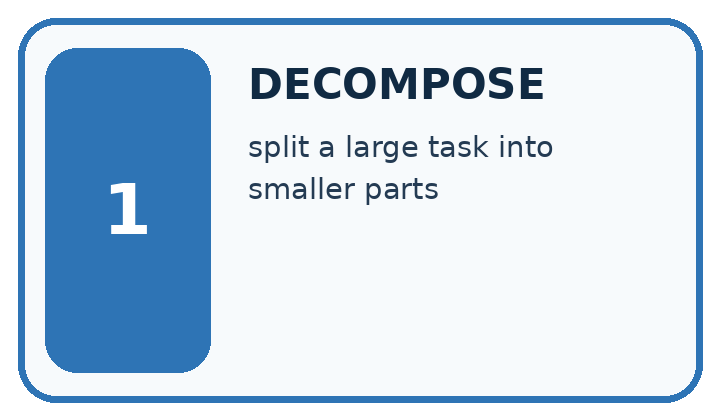 1
DECOMPOSE
split a large task into
smaller parts